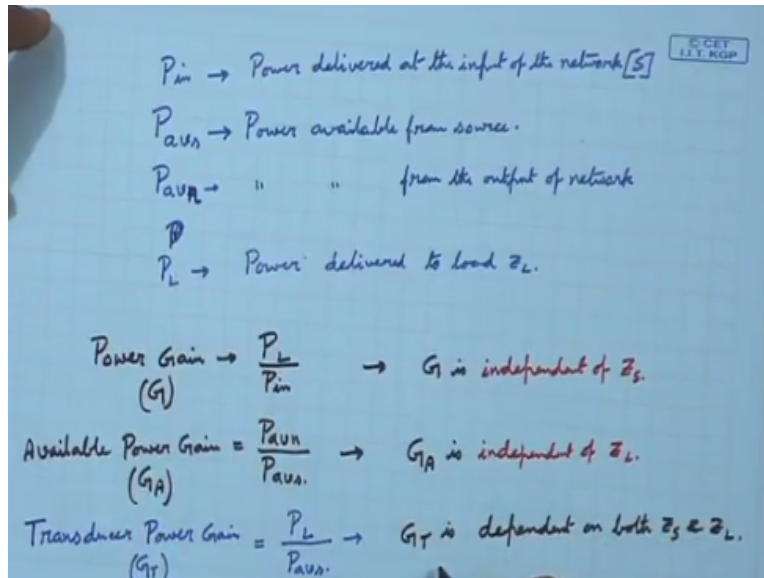 © CET
I.I.T. KGP
Pin → Power delivered at the input of the network [S]
Pavs → Power available from source.
Pavn → " " from the output of network
P
PL → Power delivered to load ZL.
Power Gain → PL/Pin → G is independent of Zs.
(G)
Available Power Gain = Pavn/Pavs. → GA is independent of ZL.
(GA)
Transducer Power Gain = PL/Pavs. → GT is dependent on both Zs & ZL.
(GT)